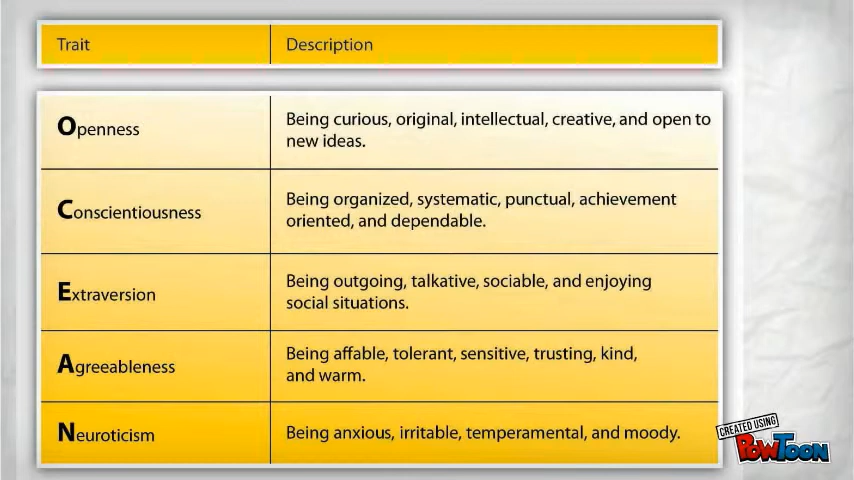 Trait
Description
Openness
Being curious, original, intellectual, creative, and open to
new ideas.
Conscientiousness
Being organized, systematic, punctual, achievement
oriented, and dependable.
Extraversion
Being outgoing, talkative, sociable, and enjoying
social situations.
Agreeableness
Being affable, tolerant, sensitive, trusting, kind,
and warm.
Neuroticism
Being anxious, irritable, temperamental, and moody.
CREATED USING
POWTOON